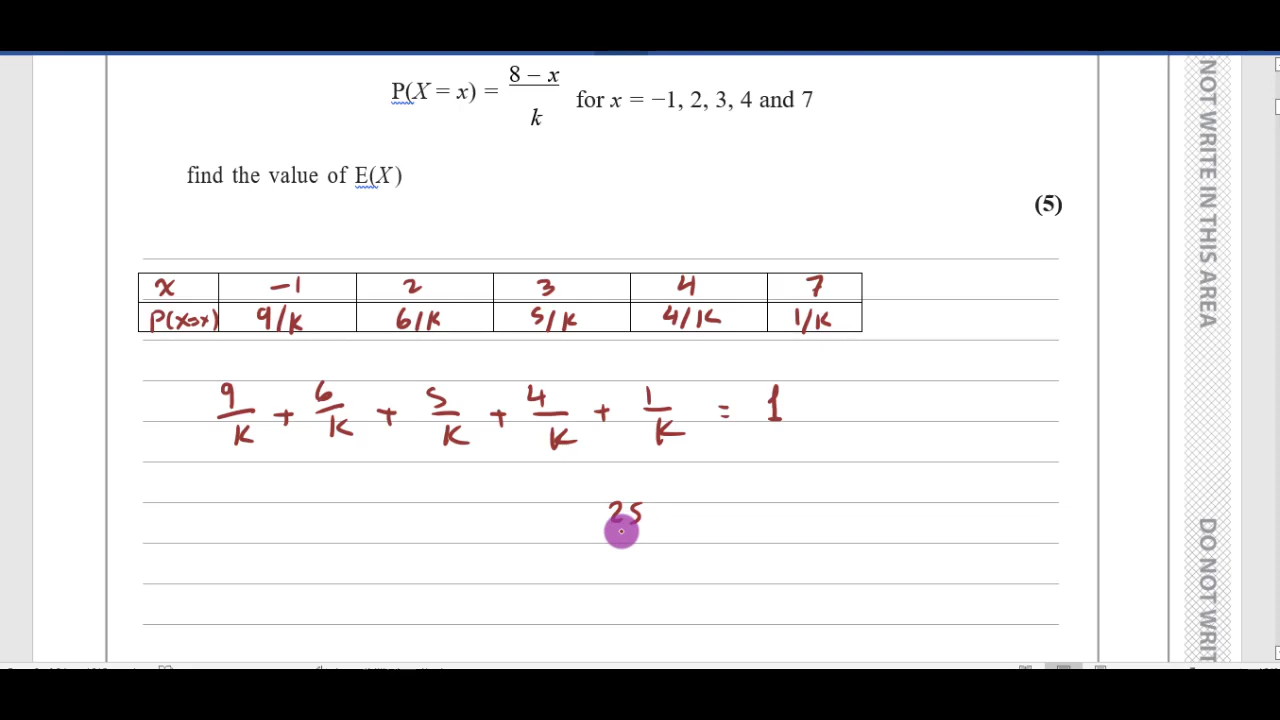 P(X = x) = 8 − x / k for x = −1, 2, 3, 4 and 7
find the value of E(X)
(5)
x -1 2 3 4 7
P(X=x) 9/K 6/K 5/K 4/K 1/K
9/K + 6/K + 5/K + 4/K + 1/K = 1
25
NOT WRITE IN THIS AREA
DO NOT WRIT